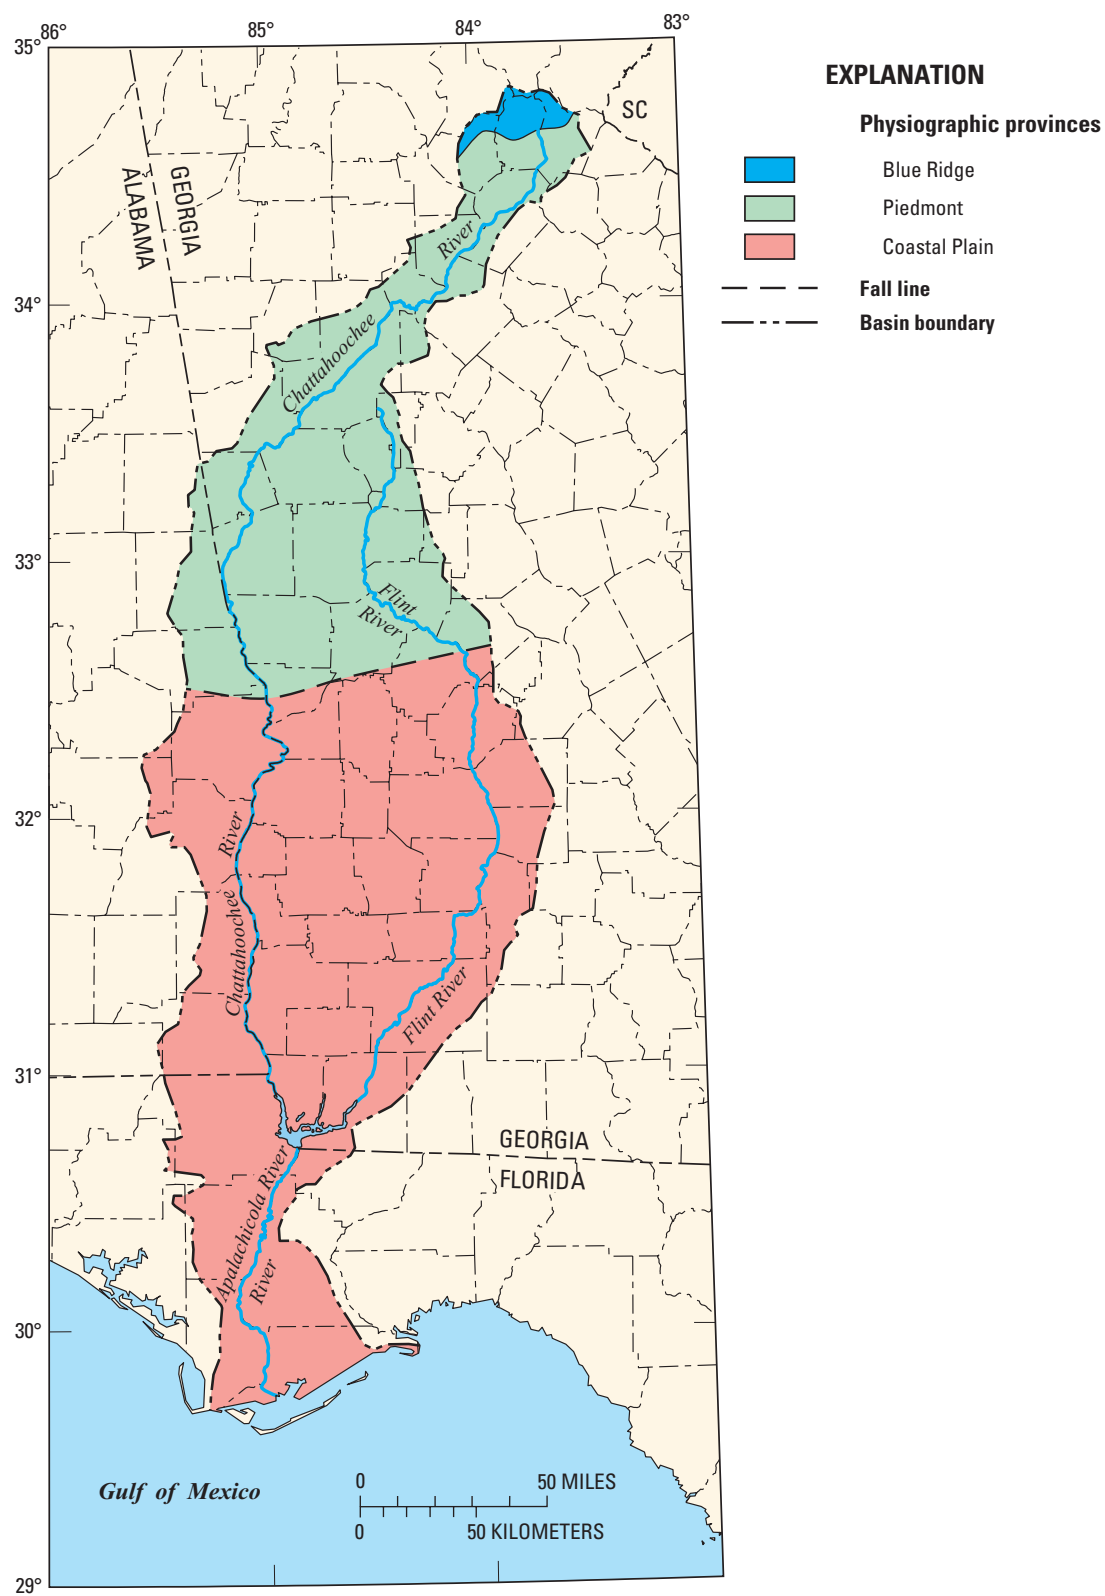 86°
85°
84°
83°
35°
34°
33°
32°
31°
30°
29°
SC
GEORGIA
ALABAMA
River
Chattahoochee
Flint
River
River
Chattahoochee
Flint River
GEORGIA
FLORIDA
Apalachicola River
River
Gulf of Mexico
0 50 MILES
0 50 KILOMETERS
EXPLANATION
Physiographic provinces
Blue Ridge
Piedmont
Coastal Plain
Fall line
Basin boundary